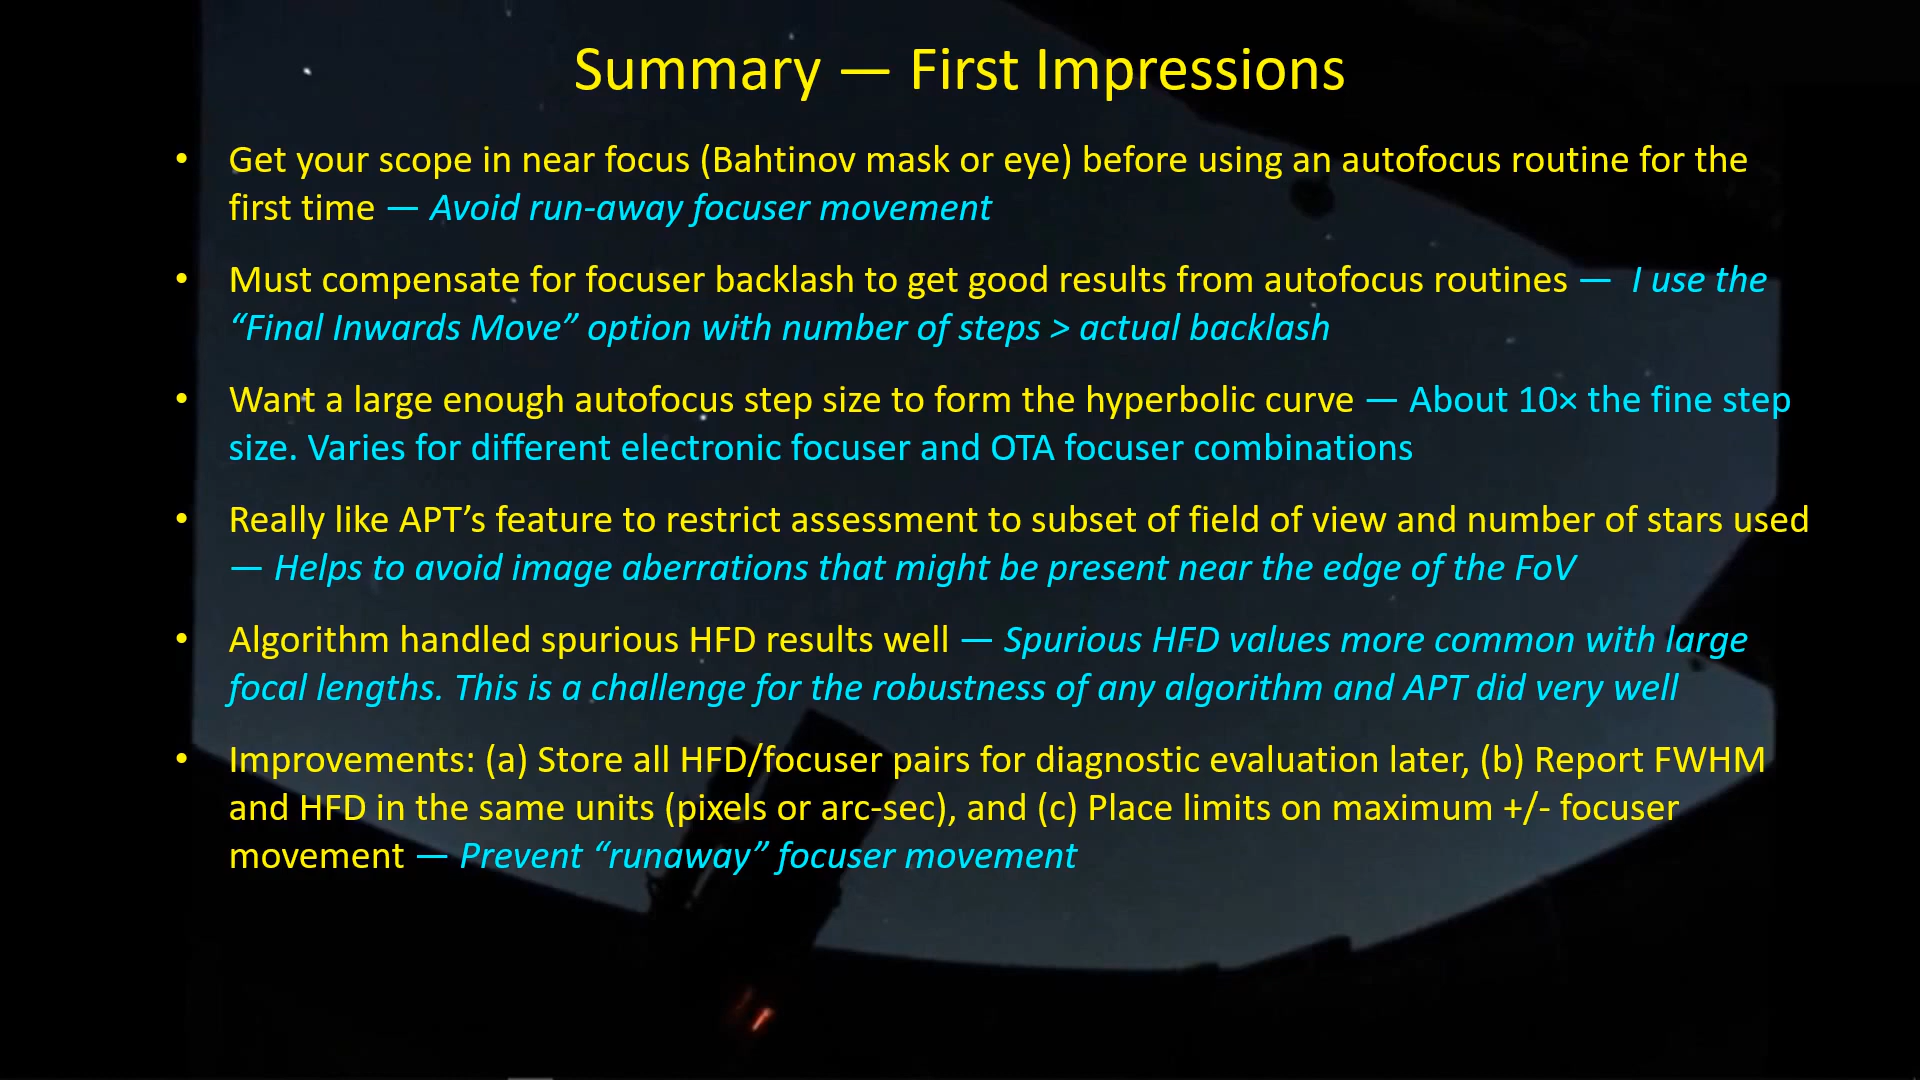 Summary — First Impressions
• Get your scope in near focus (Bahtinov mask or eye) before using an autofocus routine for the
first time — Avoid run-away focuser movement
• Must compensate for focuser backlash to get good results from autofocus routines — I use the
“Final Inwards Move” option with number of steps > actual backlash
• Want a large enough autofocus step size to form the hyperbolic curve — About 10× the fine step
size. Varies for different electronic focuser and OTA focuser combinations
• Really like APT’s feature to restrict assessment to subset of field of view and number of stars used
— Helps to avoid image aberrations that might be present near the edge of the FoV
• Algorithm handled spurious HFD results well — Spurious HFD values more common with large
focal lengths. This is a challenge for the robustness of any algorithm and APT did very well
• Improvements: (a) Store all HFD/focuser pairs for diagnostic evaluation later, (b) Report FWHM
and HFD in the same units (pixels or arc-sec), and (c) Place limits on maximum +/- focuser
movement — Prevent “runaway” focuser movement